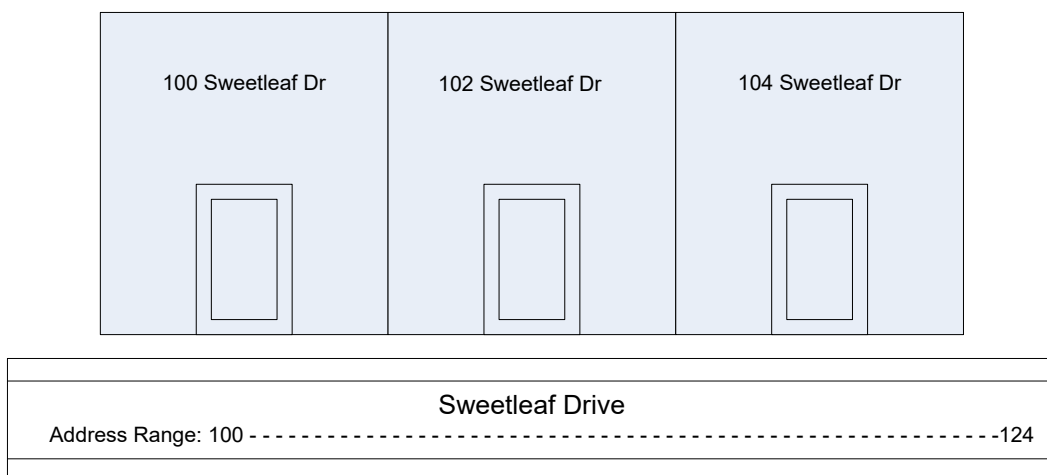 100 Sweetleaf Dr
102 Sweetleaf Dr
104 Sweetleaf Dr
Sweetleaf Drive
Address Range: 100 - - - - - - - - - - - - - - - - - - - - - - - - - - - - - - - - - - - - - - - - - - - - - - - - - - - - - - - - -124